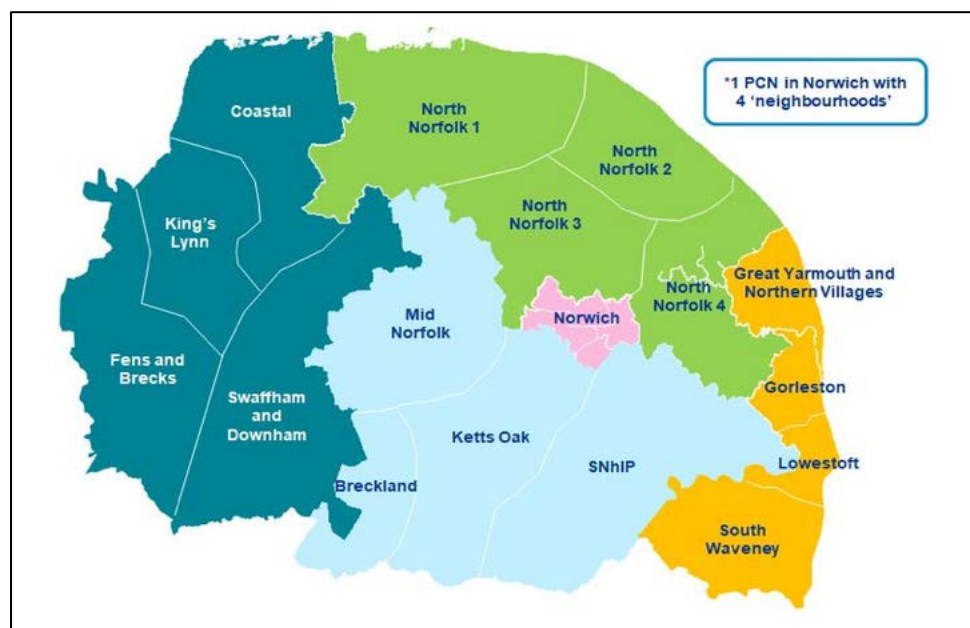 *1 PCN in Norwich with
4 ‘neighbourhoods’
Coastal
North
Norfolk 1
North
Norfolk 2
King’s
Lynn
North
Norfolk 3
Great Yarmouth and
Northern Villages
North
Norfolk 4
Norwich
Mid
Norfolk
Fens and
Brecks
Gorleston
Swaffham
and
Downham
Ketts Oak
SNhIP
Lowestoft
Breckland
South
Waveney